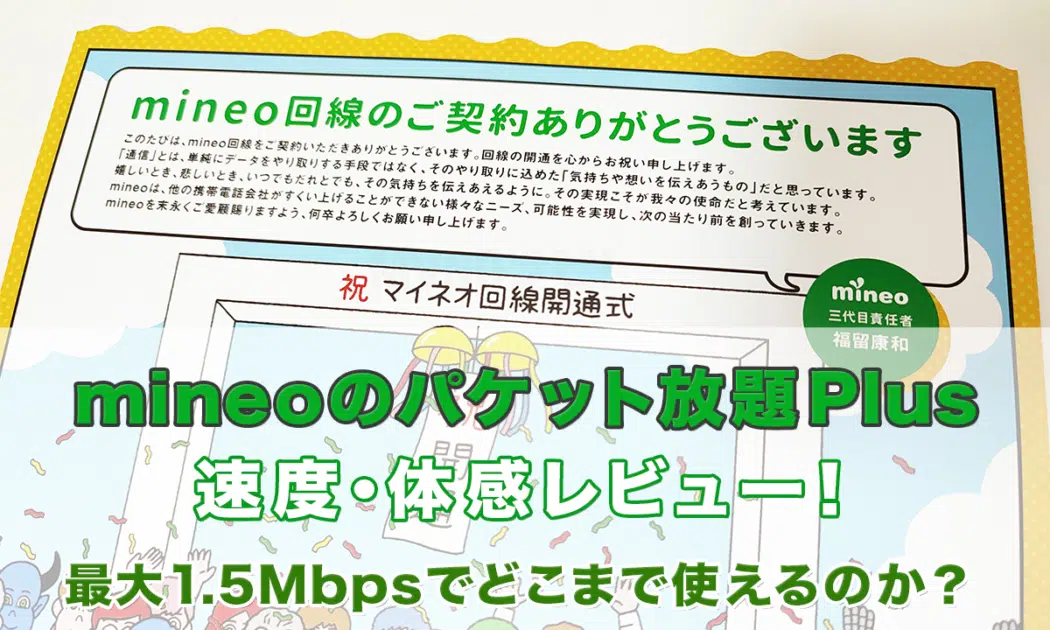 mineo回線のご契約ありがとうございます
このたびは、mineo回線をご契約いただきありがとうございます。回線の開通を心からお祝い申し上げます。
「通信」とは、単純にデータをやり取りする手段ではなく、そのやり取りに込めた「気持ちや想いを伝えあうもの」だと思っています。
嬉しいとき、悲しいとき、いつでもだれとでも、その気持ちを伝えあえるように。その実現こそが我々の使命だと考えています。
mineoは、他の携帯電話会社がすくい上げることができない様々なニーズ、可能性を実現し、次の当たり前を創っていきます。
mineoを末永くご愛顧賜りますよう、何卒よろしくお願い申し上げます。
mineo
三代目責任者
福留康和
祝 マイネオ回線開通式
mineoのパケット放題Plus
速度・体感レビュー！
最大1.5Mbpsでどこまで使えるのか？